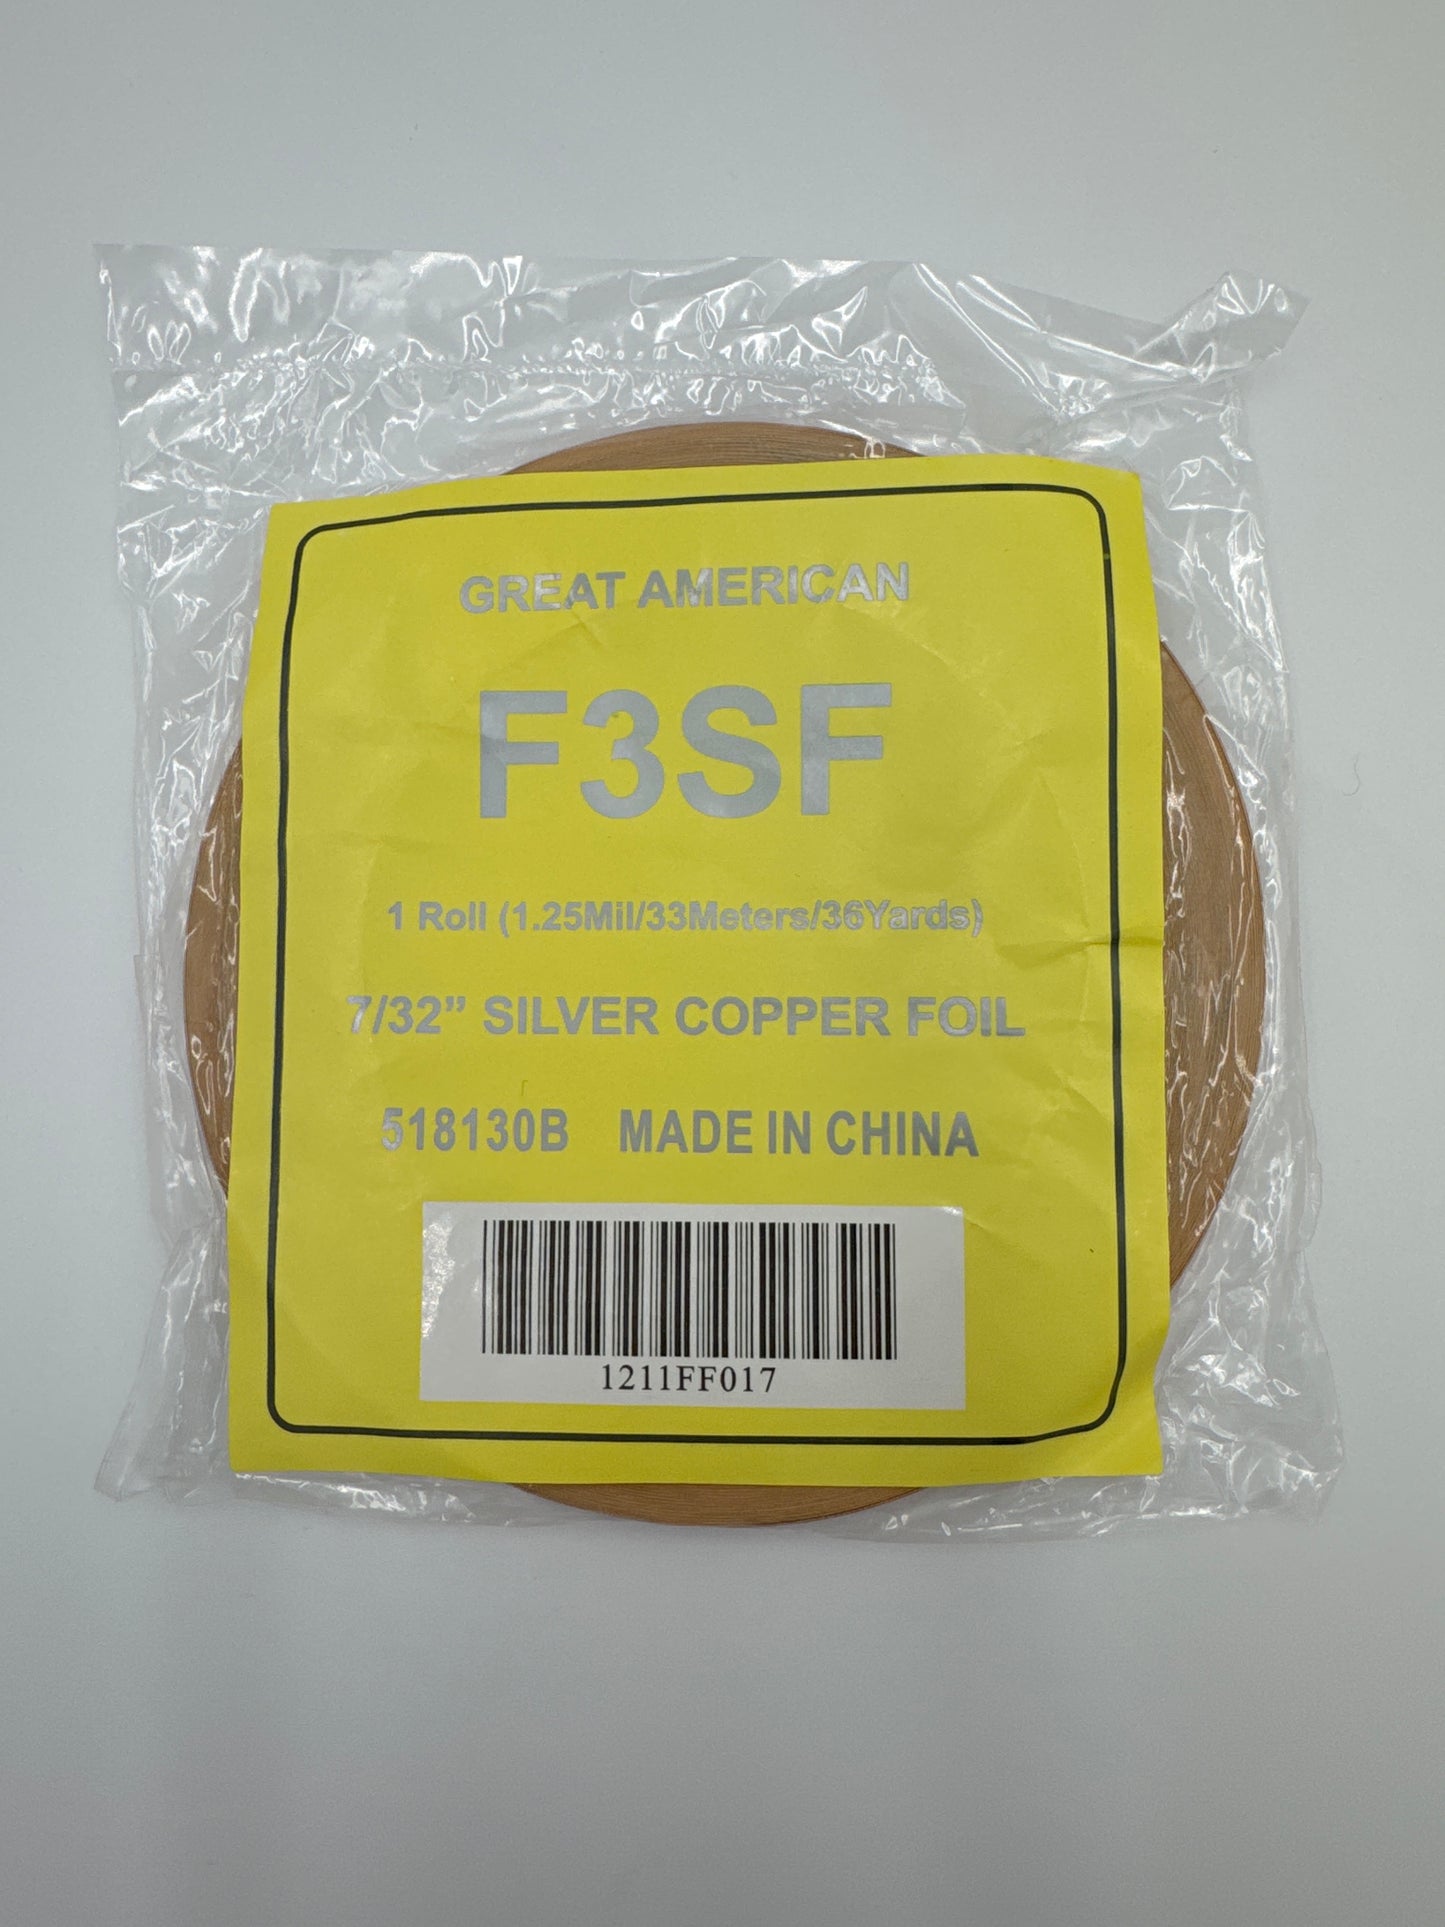 GREAT AMERICAN
F3SF
1 Roll (1.25Mil/33Meters/36Yards)
7/32” SILVER COPPER FOIL
518130B MADE IN CHINA
1211FF017